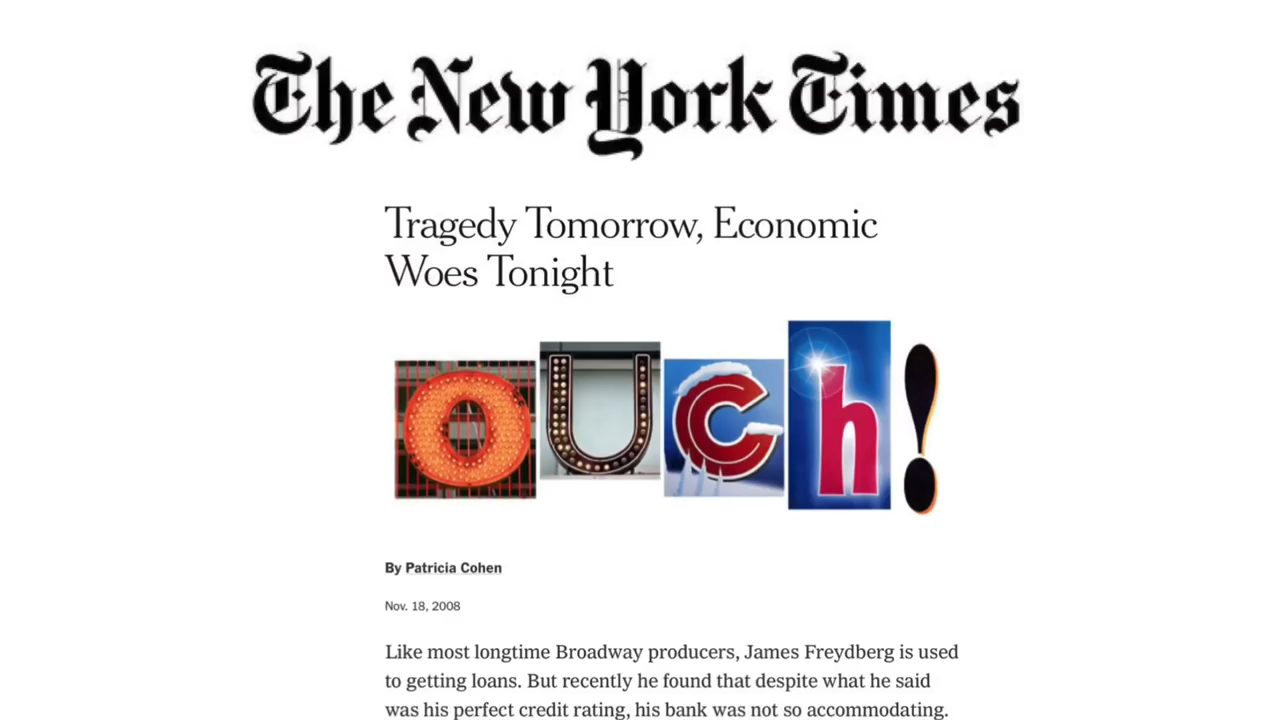 The New York Times
Tragedy Tomorrow, Economic
Woes Tonight
OUCh!
By Patricia Cohen
Nov. 18, 2008
Like most longtime Broadway producers, James Freydberg is used
to getting loans. But recently he found that despite what he said
was his perfect credit rating, his bank was not so accommodating.